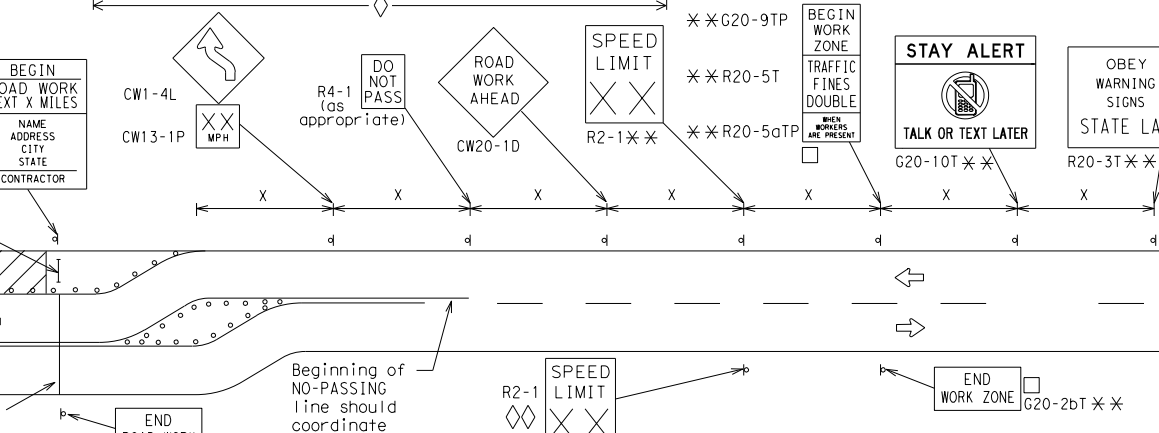 BEGIN
ROAD WORK
NEXT X MILES
NAME
ADDRESS
CITY
STATE
CONTRACTOR
CW1-4L
CW13-1P
X X
MPH
R4-1
(as
appropriate)
DO
NOT
PASS
ROAD
WORK
AHEAD
CW20-1D
SPEED
LIMIT
X X
R2-1**
**G20-9TP
**R20-5T
**R20-5aTP
BEGIN
WORK
ZONE
TRAFFIC
FINES
DOUBLE
WHEN
WORKERS
ARE PRESENT
STAY ALERT
TALK OR TEXT LATER
G20-10T **
OBEY
WARNING
SIGNS
STATE LA
R20-3T**
X X X X X X X
Beginning of
NO-PASSING
line should
coordinate
R2-1
SPEED
LIMIT
X X
END
WORK ZONE
G20-2bT **
END
ROAD WORK